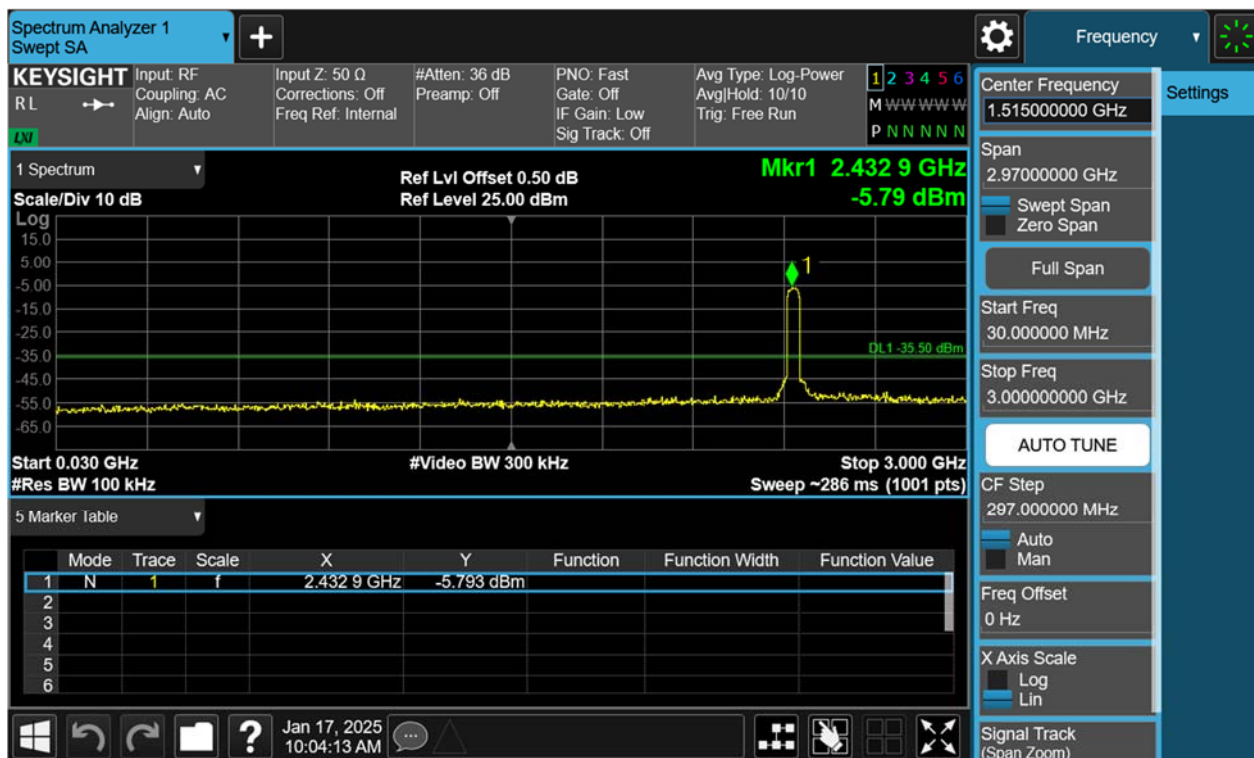 Spectrum Analyzer 1
Swept SA
Frequency
KEYSIGHT
R L
LXI
Input: RF
Coupling: AC
Align: Auto
Input Z: 50 Ω
Corrections: Off
Freq Ref: Internal
#Atten: 36 dB
Preamp: Off
PNO: Fast
Gate: Off
IF Gain: Low
Sig Track: Off
Avg Type: Log-Power
Avg|Hold: 10/10
Trig: Free Run
1 2 3 4 5 6
M W W W W W
P N N N N N
1 Spectrum
Scale/Div 10 dB
Ref Lvl Offset 0.50 dB
Ref Level 25.00 dBm
Mkr1 2.432 9 GHz
-5.79 dBm
Log
15.0
5.00
-5.00
-15.0
-25.0
-35.0
-45.0
-55.0
-65.0
1
DL1 -35.50 dBm
Start 0.030 GHz
#Res BW 100 kHz
#Video BW 300 kHz
Stop 3.000 GHz
Sweep ~286 ms (1001 pts)
5 Marker Table
Mode Trace Scale X Y Function Function Width Function Value
1 N 1 f 2.432 9 GHz -5.793 dBm
2
3
4
5
6
?
Jan 17, 2025
10:04:13 AM
Center Frequency
1.515000000 GHz
Settings
Span
2.97000000 GHz
Swept Span
Zero Span
Full Span
Start Freq
30.000000 MHz
Stop Freq
3.000000000 GHz
AUTO TUNE
CF Step
297.000000 MHz
Auto
Man
Freq Offset
0 Hz
X Axis Scale
Log
Lin
Signal Track
(Span Zoom)